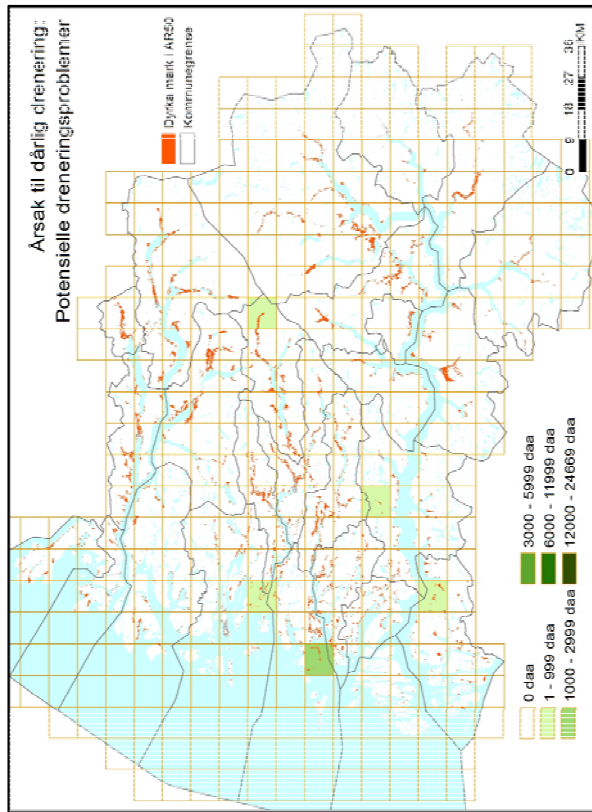 Årsak til dårlig drenering:
Potensielle dreneringsproblemer
Dyrka mark i AR50
Kommunegrense
0 daa
1 - 999 daa
1000 - 2999 daa
3000 - 5999 daa
6000 - 11999 daa
12000 - 24669 daa
0 9 18 27 36
KM